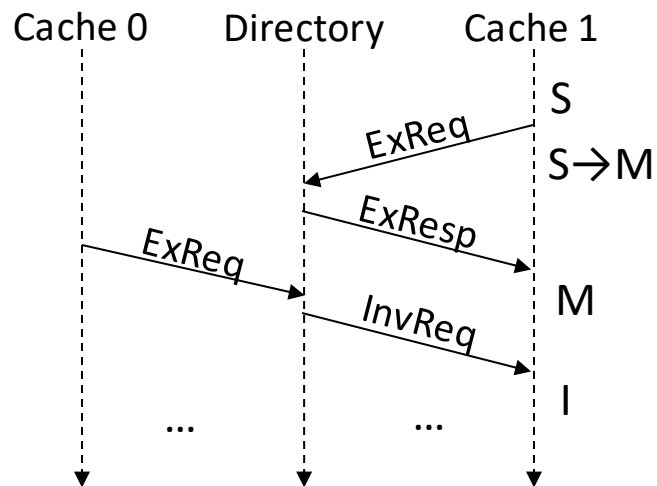 Cache 0 Directory Cache 1
S
ExReq
S→M
ExResp
ExReq
M
InvReq
I
... ...